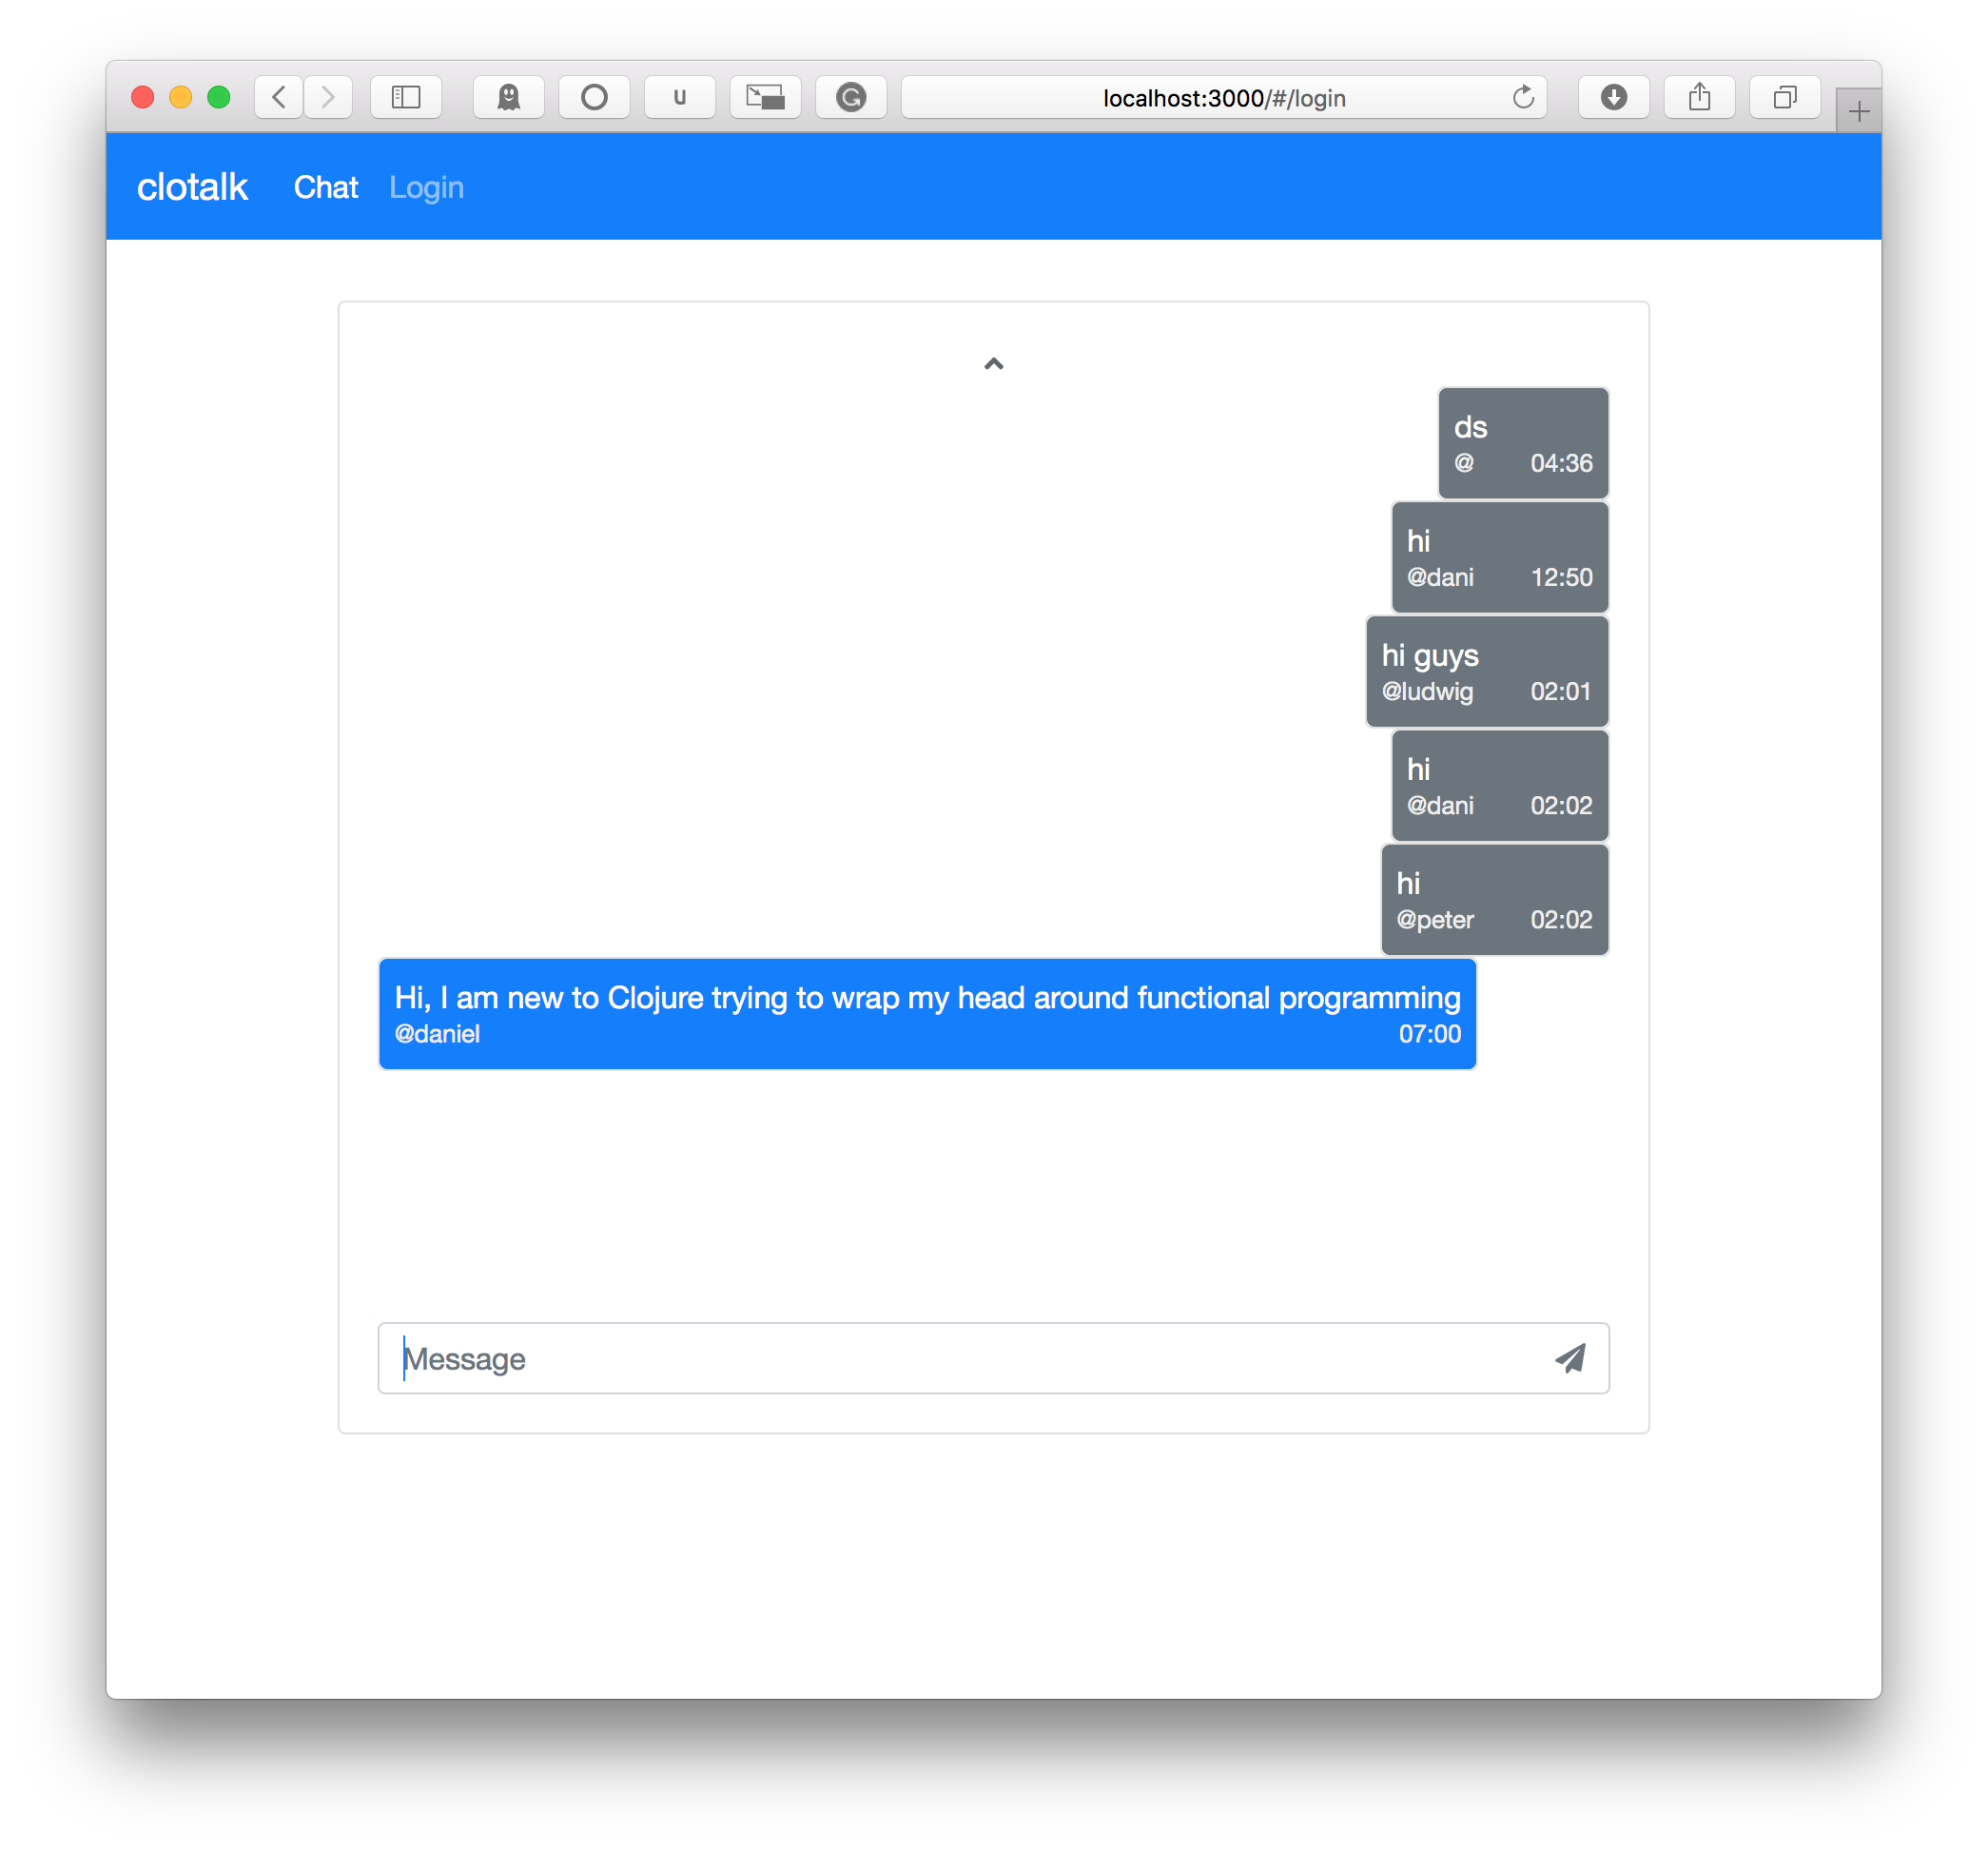 u
localhost:3000/#/login
clotalk Chat Login
ds
@ 04:36
hi
@dani 12:50
hi guys
@ludwig 02:01
hi
@dani 02:02
hi
@peter 02:02
Hi, I am new to Clojure trying to wrap my head around functional programming
@daniel 07:00
Message